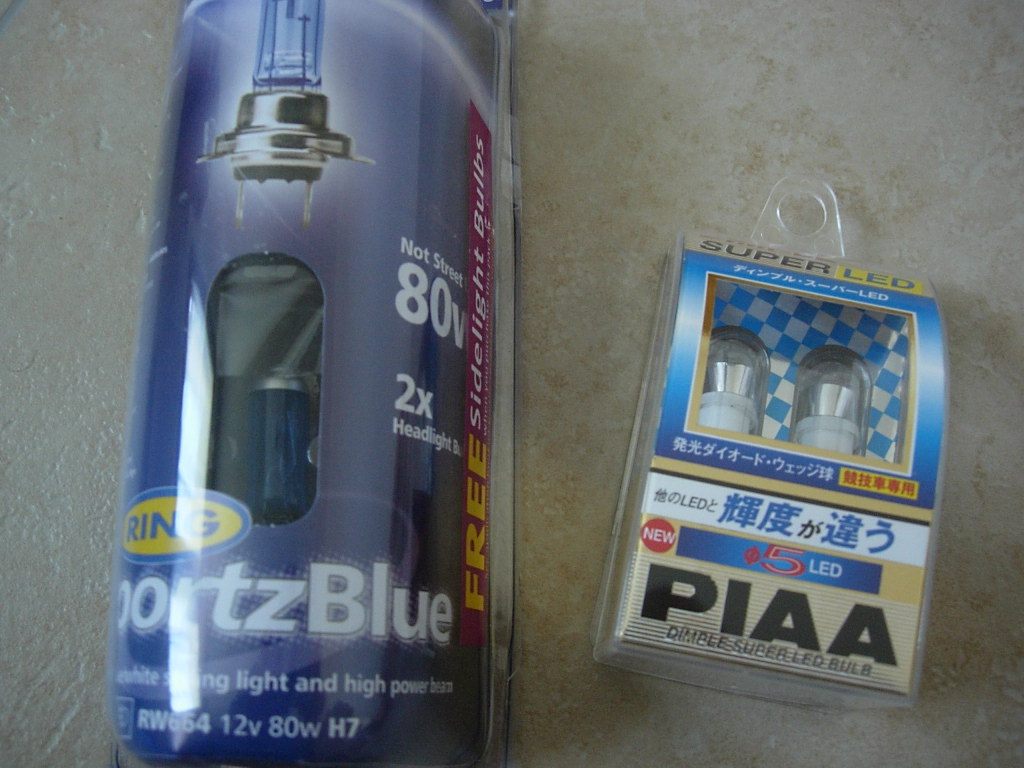 Not Street
80w
2x
Headlight Bu
FREE Sidelight Bulbs
RING
portzBlue
white s ing light and high power beam
RW664 12v 80w H7
SUPER LED
ディンプル・スーパーLED
発光ダイオード・ウェッジ球 競技車専用
他のLEDと 輝度が違う
NEW φ5 LED
PIAA
DIMPLE SUPER LED BULB